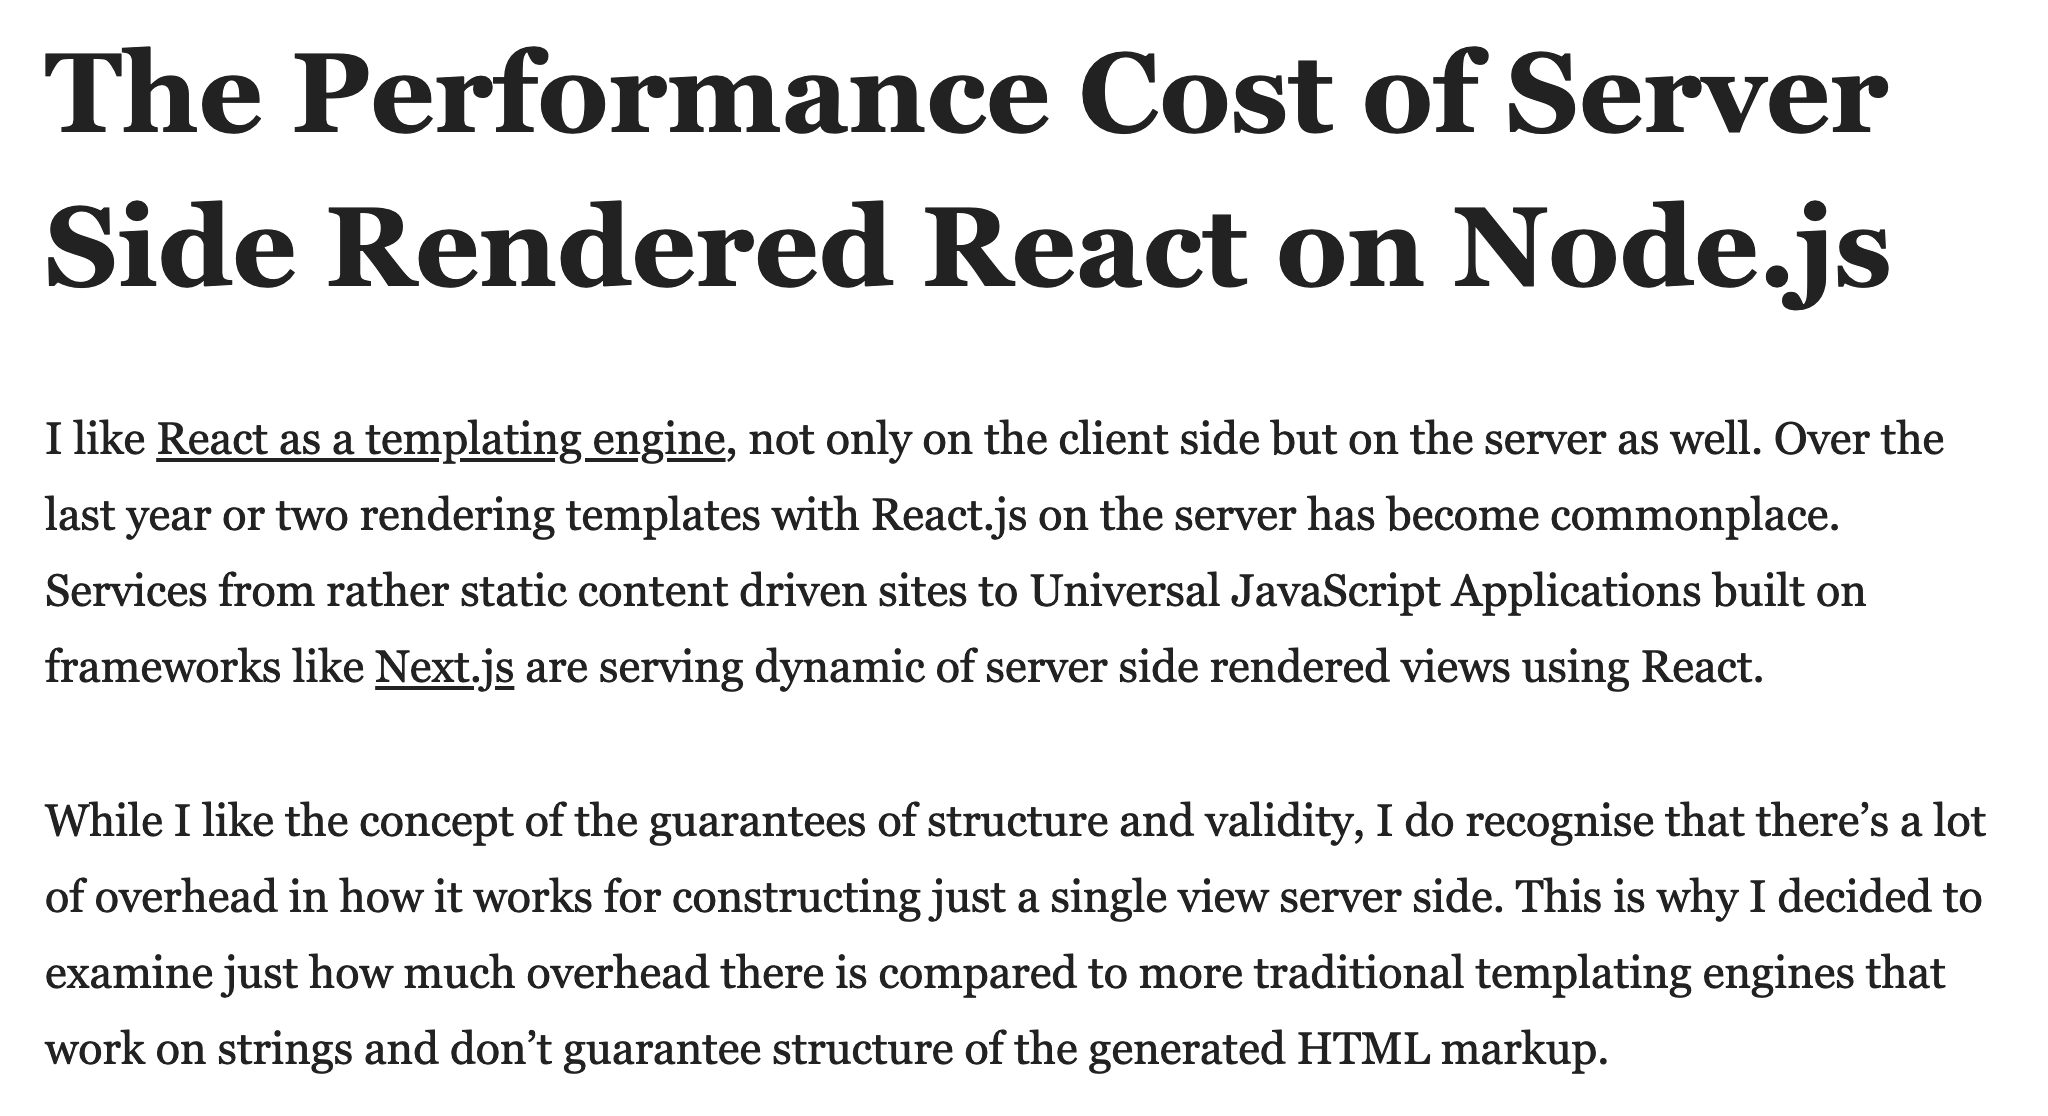 The Performance Cost of Server
Side Rendered React on Node.js
I like React as a templating engine, not only on the client side but on the server as well. Over the
last year or two rendering templates with React.js on the server has become commonplace.
Services from rather static content driven sites to Universal JavaScript Applications built on
frameworks like Next.js are serving dynamic of server side rendered views using React.
While I like the concept of the guarantees of structure and validity, I do recognise that there’s a lot
of overhead in how it works for constructing just a single view server side. This is why I decided to
examine just how much overhead there is compared to more traditional templating engines that
work on strings and don’t guarantee structure of the generated HTML markup.